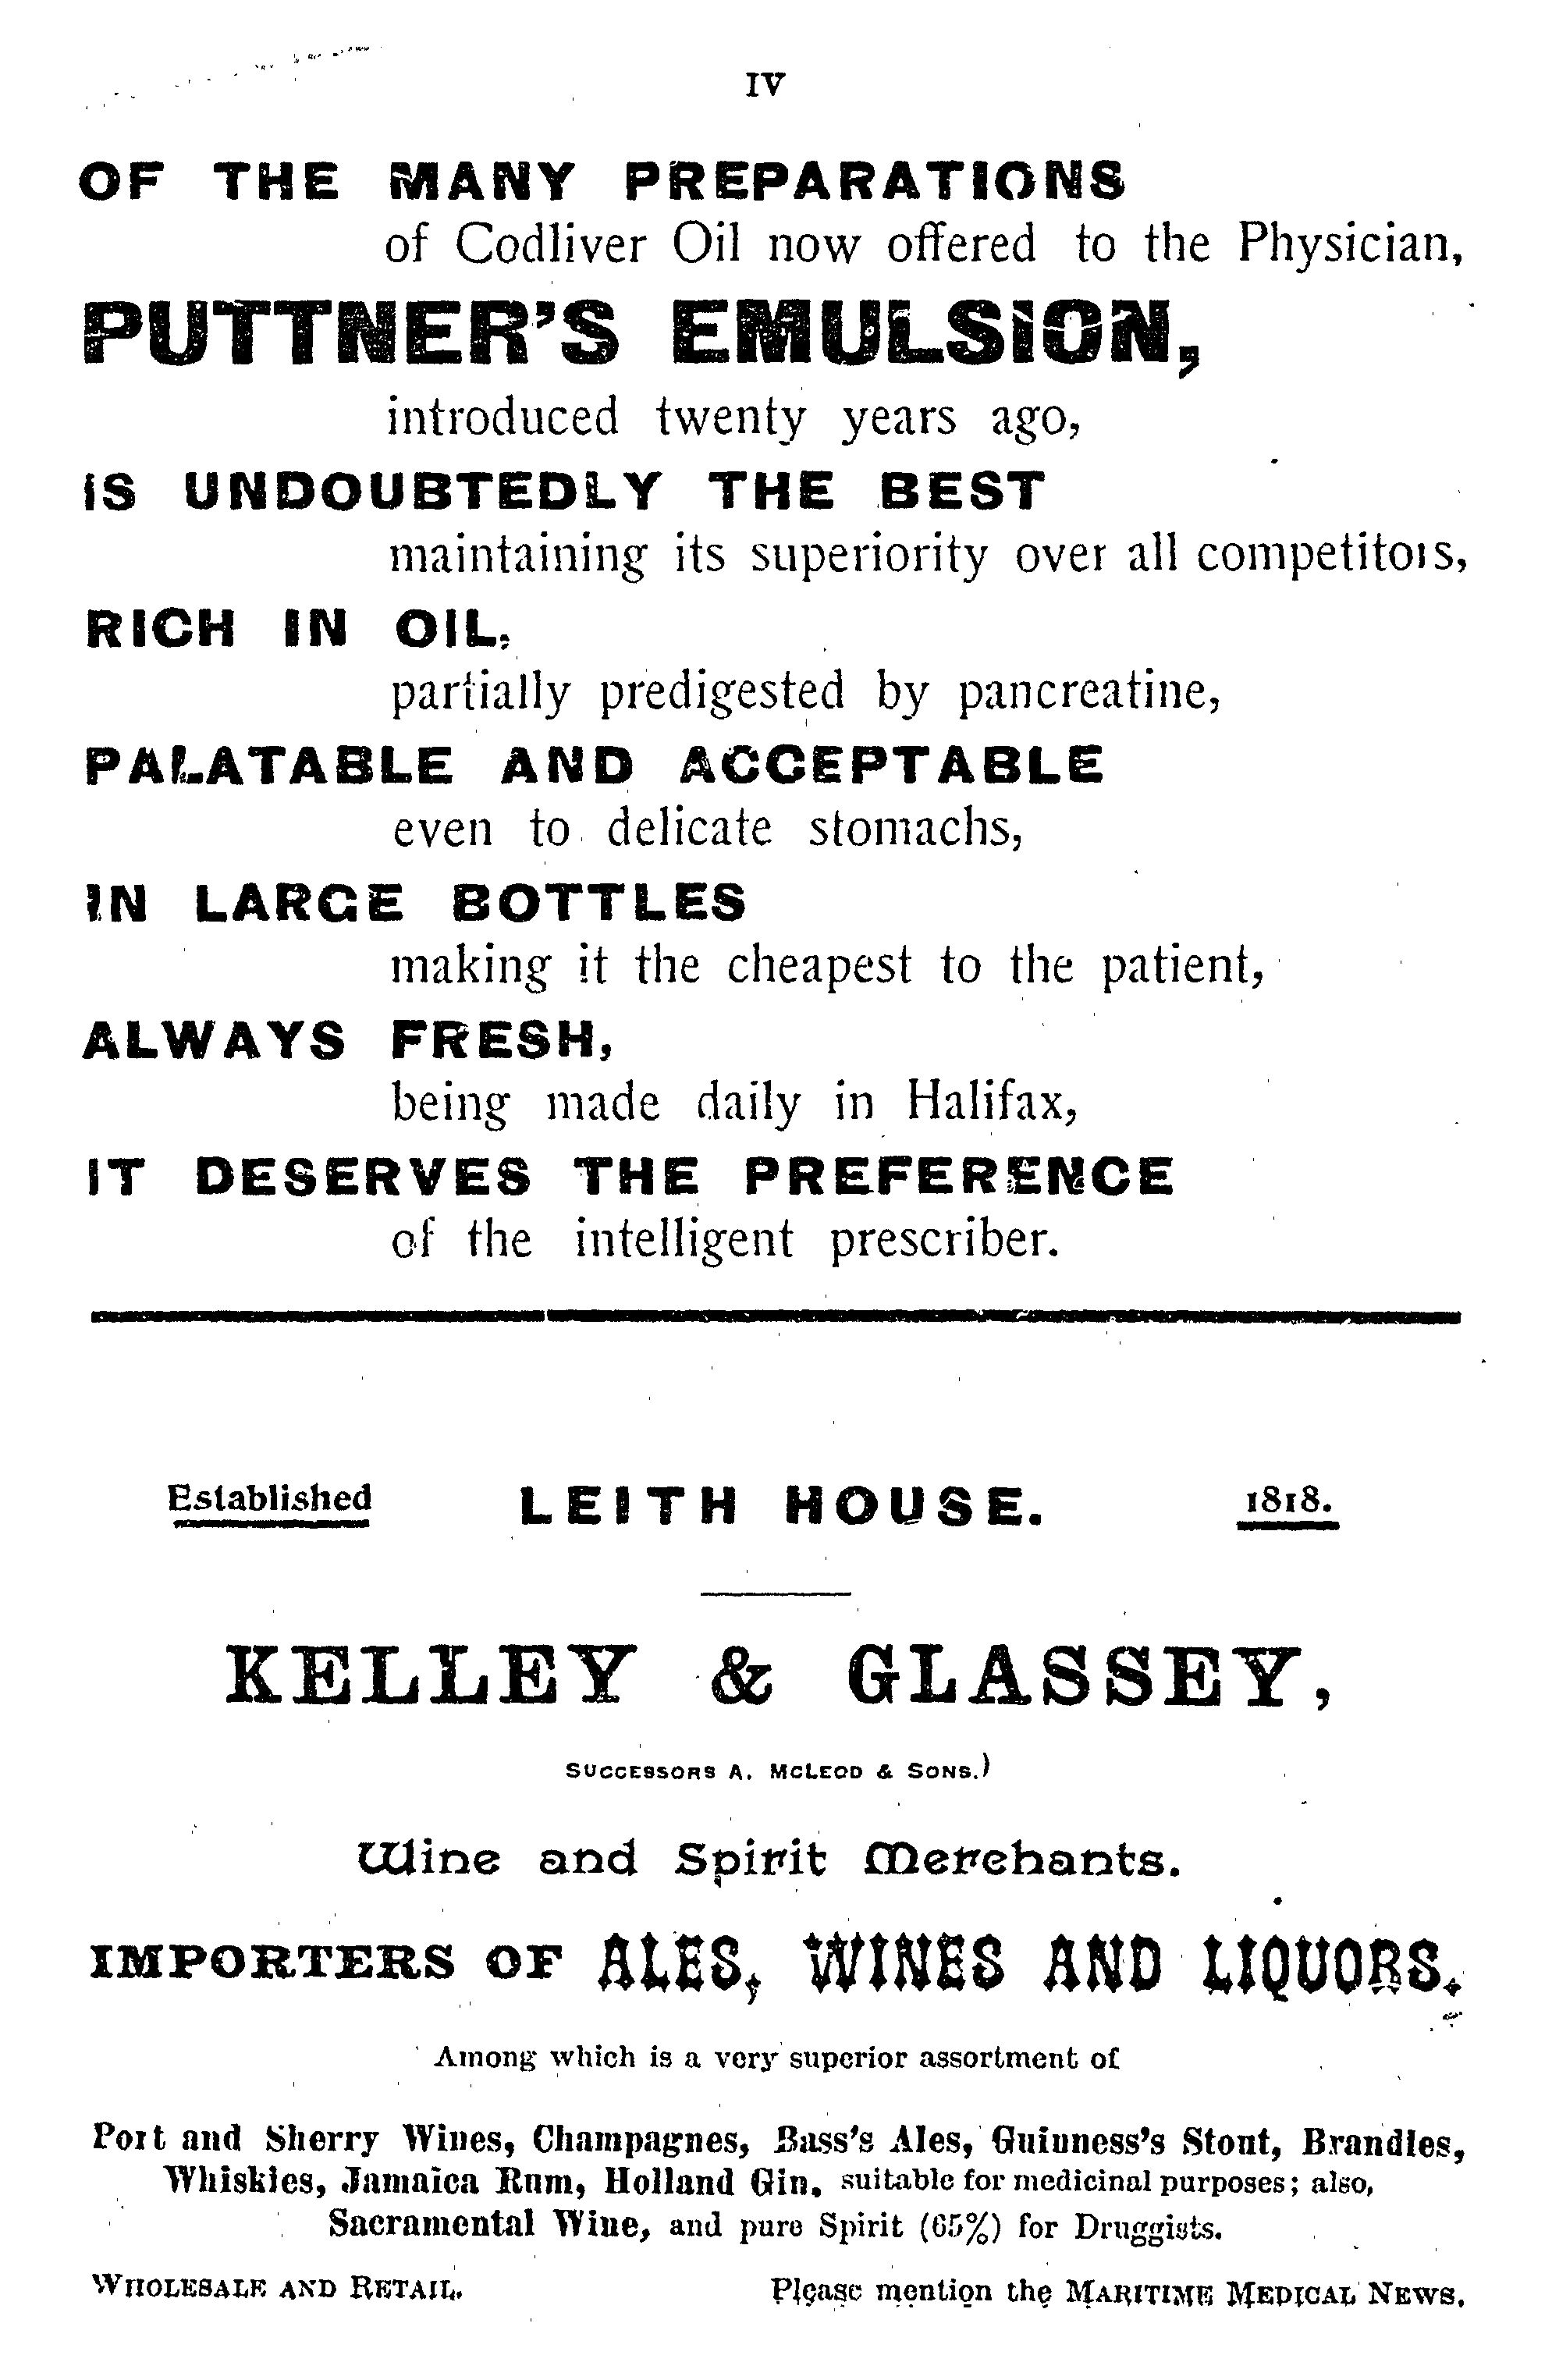 IV
OF THE MANY PREPARATIONS
of Codliver Oil now offered to the Physician,
PUTTNER'S EMULSION,
introduced twenty years ago,
IS UNDOUBTEDLY THE BEST
maintaining its superiority over all competitors,
RICH IN OIL,
partially predigested by pancreatine,
PALATABLE AND ACCEPTABLE
even to delicate stomachs,
IN LARGE BOTTLES
making it the cheapest to the patient,
ALWAYS FRESH,
being made daily in Halifax,
IT DESERVES THE PREFERENCE
of the intelligent prescriber.
Established LEITH HOUSE. 1818.
KELLEY & GLASSEY,
SUCCESSORS A. MCLEOD & SONS.)
Wine and Spirit Merchants.
IMPORTERS OF ALES, WINES AND LIQUORS.
Among which is a very superior assortment of
Port and Sherry Wines, Champagnes, Bass's Ales, Guinness's Stout, Brandies,
Whiskies, Jamaica Rum, Holland Gin. suitable for medicinal purposes; also,
Sacramental Wine, and pure Spirit (65%) for Druggists.
WHOLESALE AND RETAIL. Please mention the MARITIME MEDICAL NEWS.